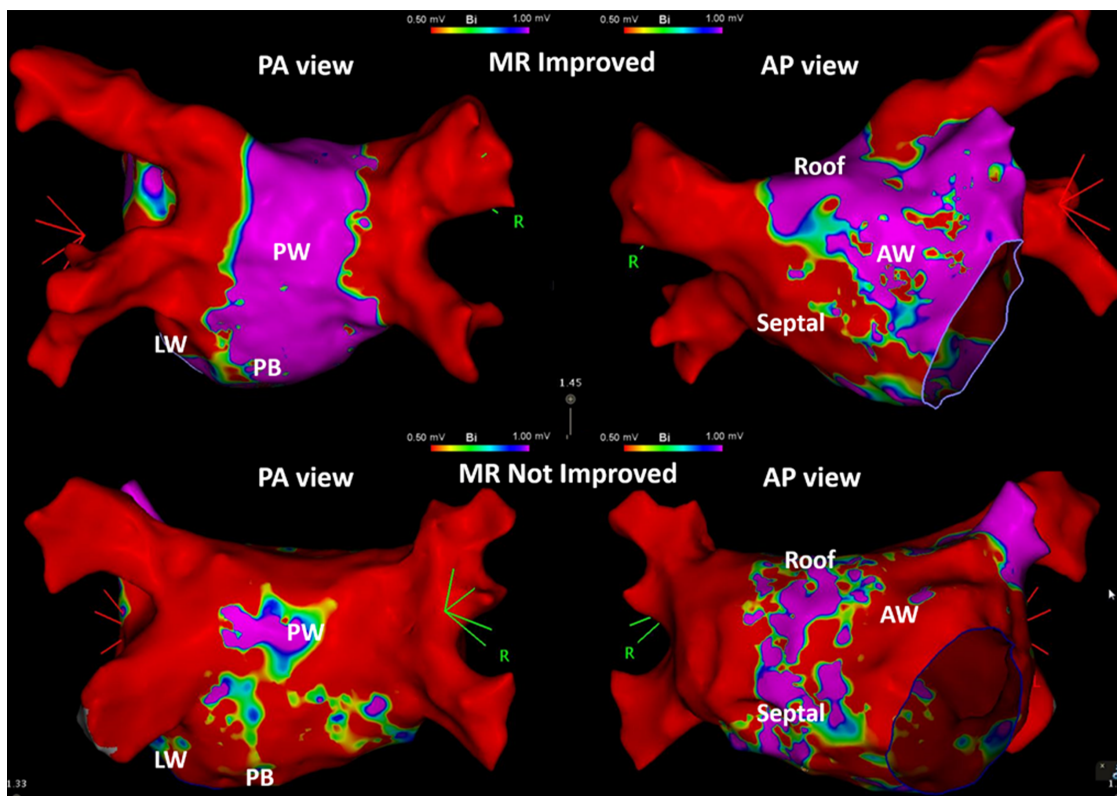 0.50 mV Bi 1.00 mV 0.50 mV Bi 1.00 mV
PA view MR Improved AP view
Roof
R
PW AW
R
Septal
LW
PB
1.45
0.50 mV Bi 1.00 mV 0.50 mV Bi 1.00 mV
PA view MR Not Improved AP view
Roof
AW
PW
R R
Septal
LW
PB
1.33